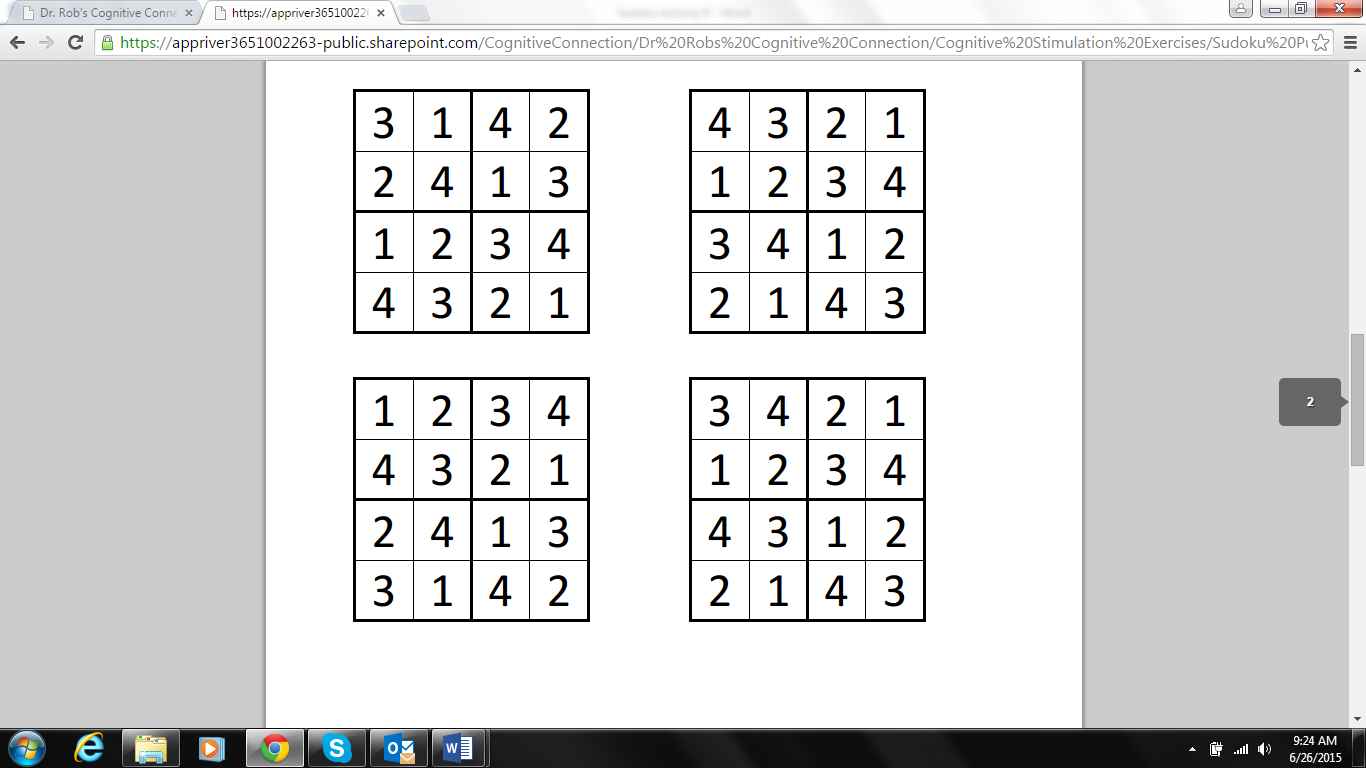 Dr. Rob's Cognitive Conne
https://appriver365100226
https://appriver3651002263-public.sharepoint.com/CognitiveConnection/Dr%20Robs%20Cognitive%20Connection/Cognitive%20Stimulation%20Exercises/Sudoku%20Pu
3 1 4 2
2 4 1 3
1 2 3 4
4 3 2 1
4 3 2 1
1 2 3 4
3 4 1 2
2 1 4 3
1 2 3 4
4 3 2 1
2 4 1 3
3 1 4 2
3 4 2 1
1 2 3 4
4 3 1 2
2 1 4 3
2
9:24 AM
6/26/2015